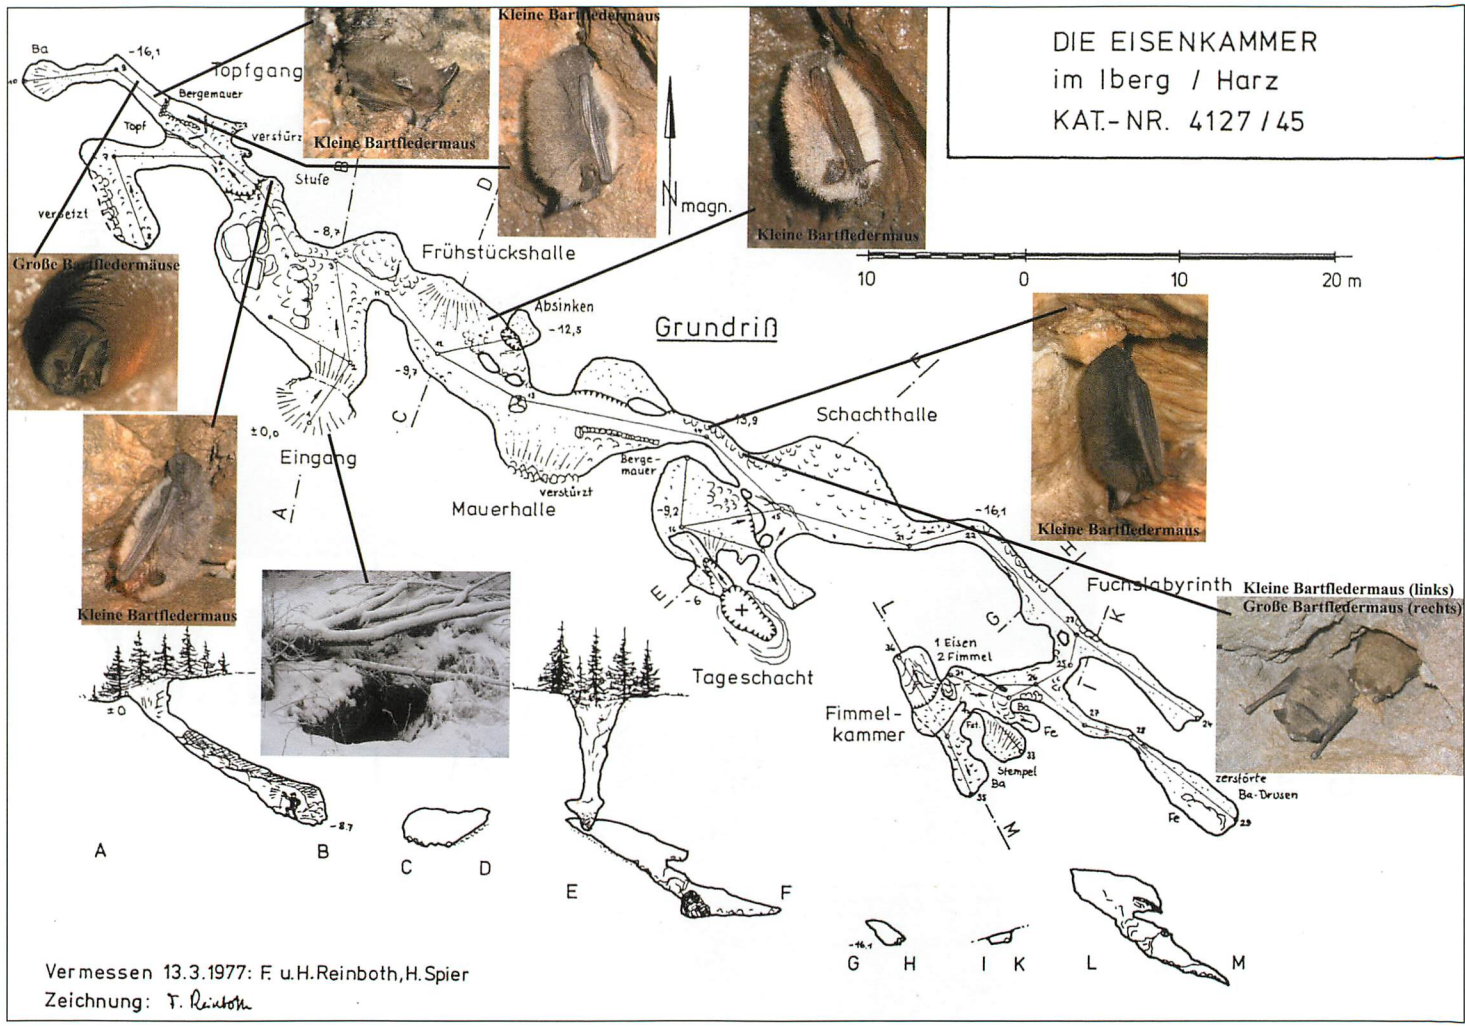 DIE EISENKAMMER
im Iberg / Harz
KAT.-NR. 4127/45
Kleine Bartfledermaus
Kleine Bartfledermaus
Kleine Bartfledermaus
Ba
-16,1
Topfgang
Bergemauer
Topf
verstürz
Stufe
versetzt
B
D
N magn.
10 0 10 20 m
Große Bartfledermäuse
-8,7
Frühstückshalle
Absinken
-12,5
Grundriß
-9,7
C
F
Schachthalle
-13,9
±0,0
Eingang
A
Mauerhalle
verstürzt
Berge-
mauer
-9,2
-16,1
Kleine Bartfledermaus
Kleine Bartfledermaus
H
Fuchslabyrinth
Kleine Bartfledermaus (links)
Große Bartfledermaus (rechts)
E
-6
G
K
L
I
Tageschacht
1 Eisen
2 Fimmel
Fimmel-
kammer
Ba
Fe
Stempel
Ba
M
zerstörte
Ba-Drusen
Fe
±0
-8.7
A B C D E F
-16,1
G H I K L M
Vermessen 13.3.1977: F. u.H.Reinboth, H.Spier
Zeichnung: F. Reinboth